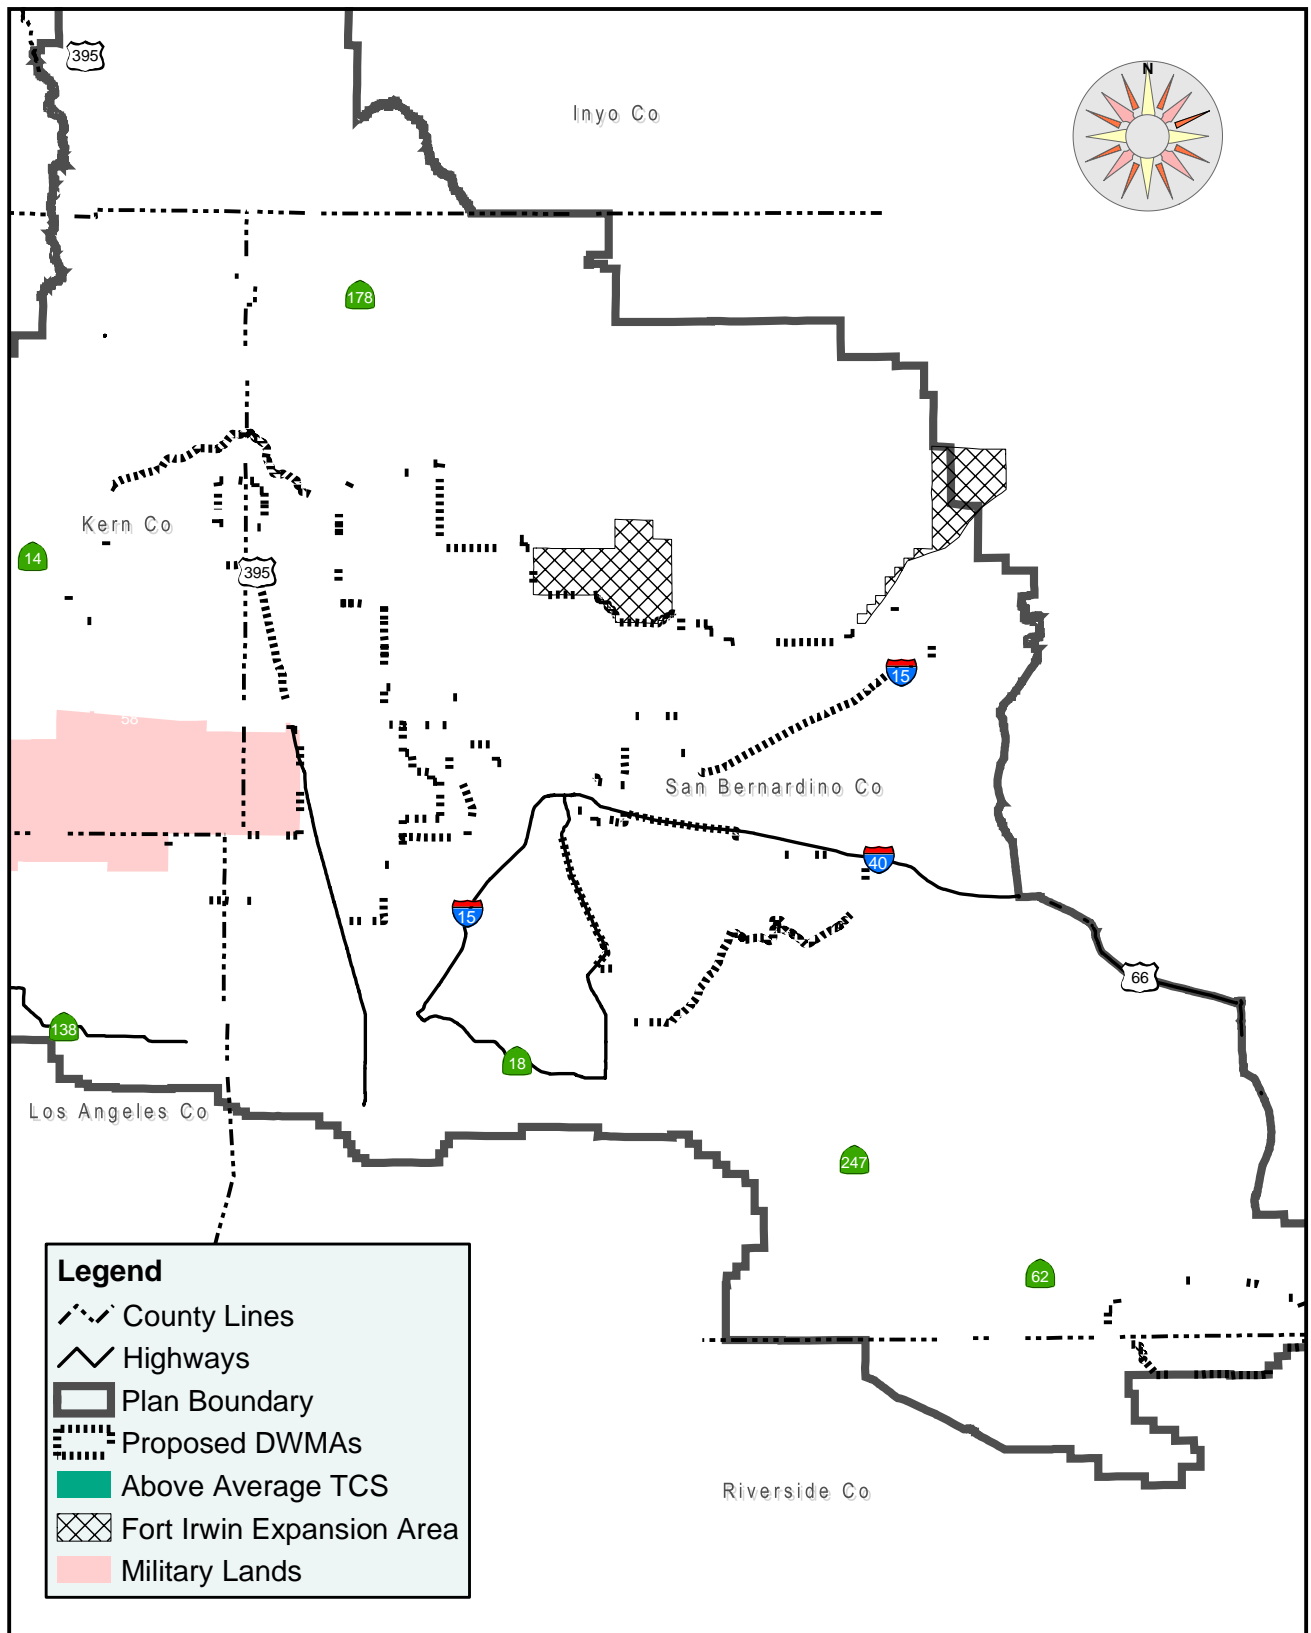 395
N
Inyo Co
178
Kern Co
14
395
15
58
San Bernardino Co
40
15
66
138
18
Los Angeles Co
247
62
Legend
County Lines
Highways
Plan Boundary
Proposed DWMAs
Above Average TCS
Fort Irwin Expansion Area
Military Lands
Riverside Co